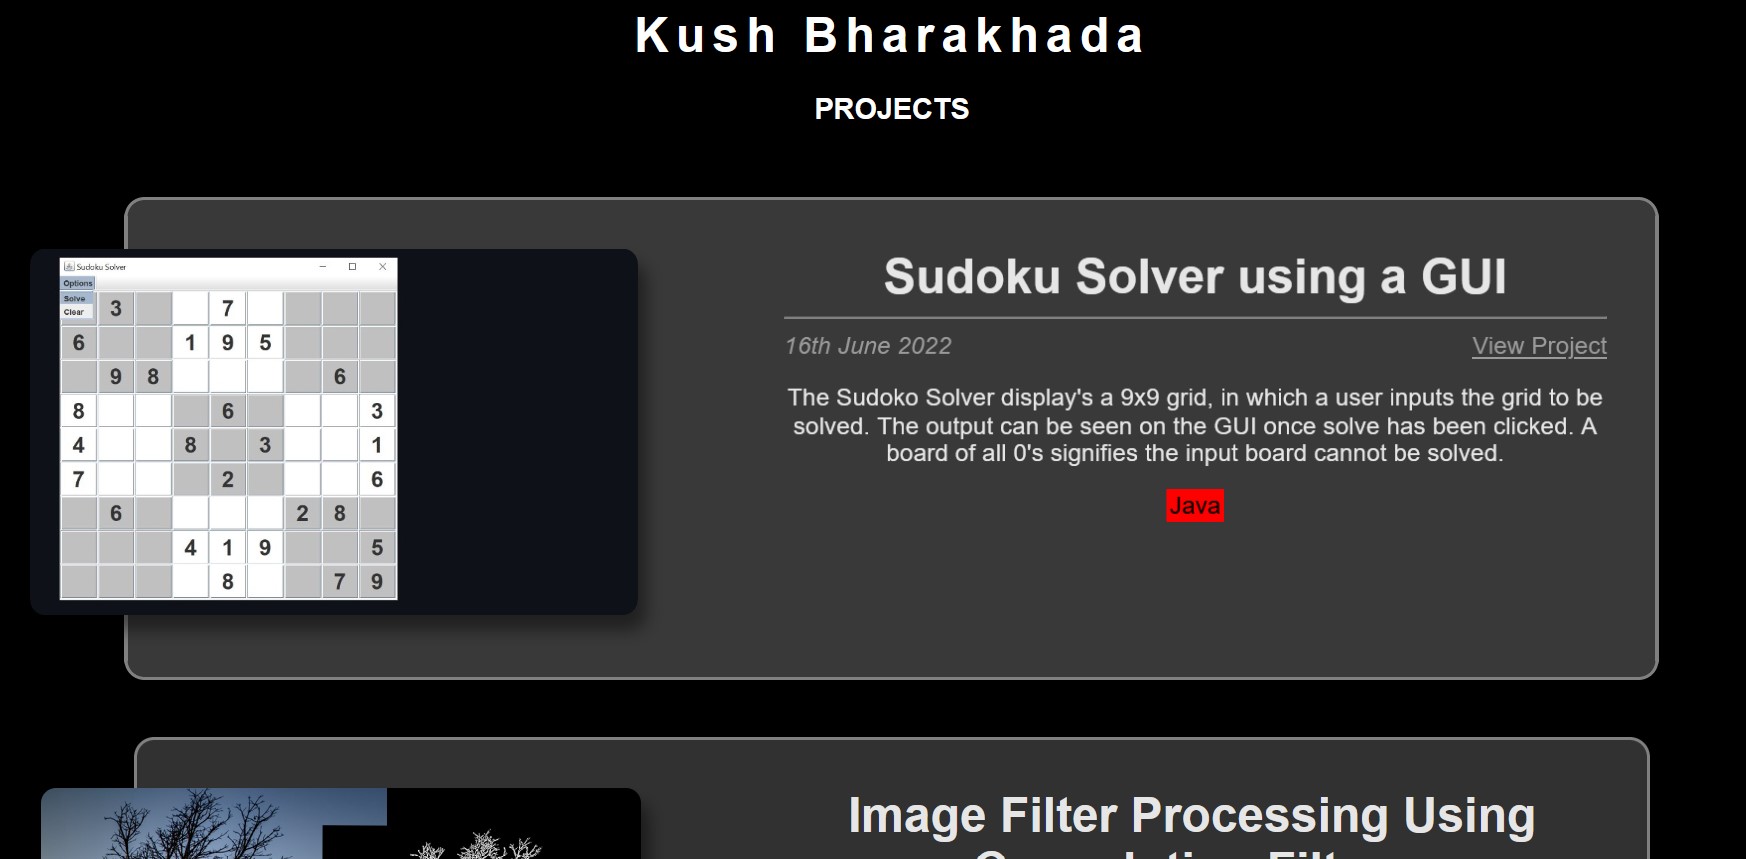 Kush Bharakhada
PROJECTS
Sudoku Solver
Options
Solve
Clear
3 7
6 1 9 5
9 8 6
8 6 3
4 8 3 1
7 2 6
6 2 8
4 1 9 5
8 7 9
Sudoku Solver using a GUI
16th June 2022 View Project
The Sudoko Solver display's a 9x9 grid, in which a user inputs the grid to be
solved. The output can be seen on the GUI once solve has been clicked. A
board of all 0's signifies the input board cannot be solved.
Java
Image Filter Processing Using